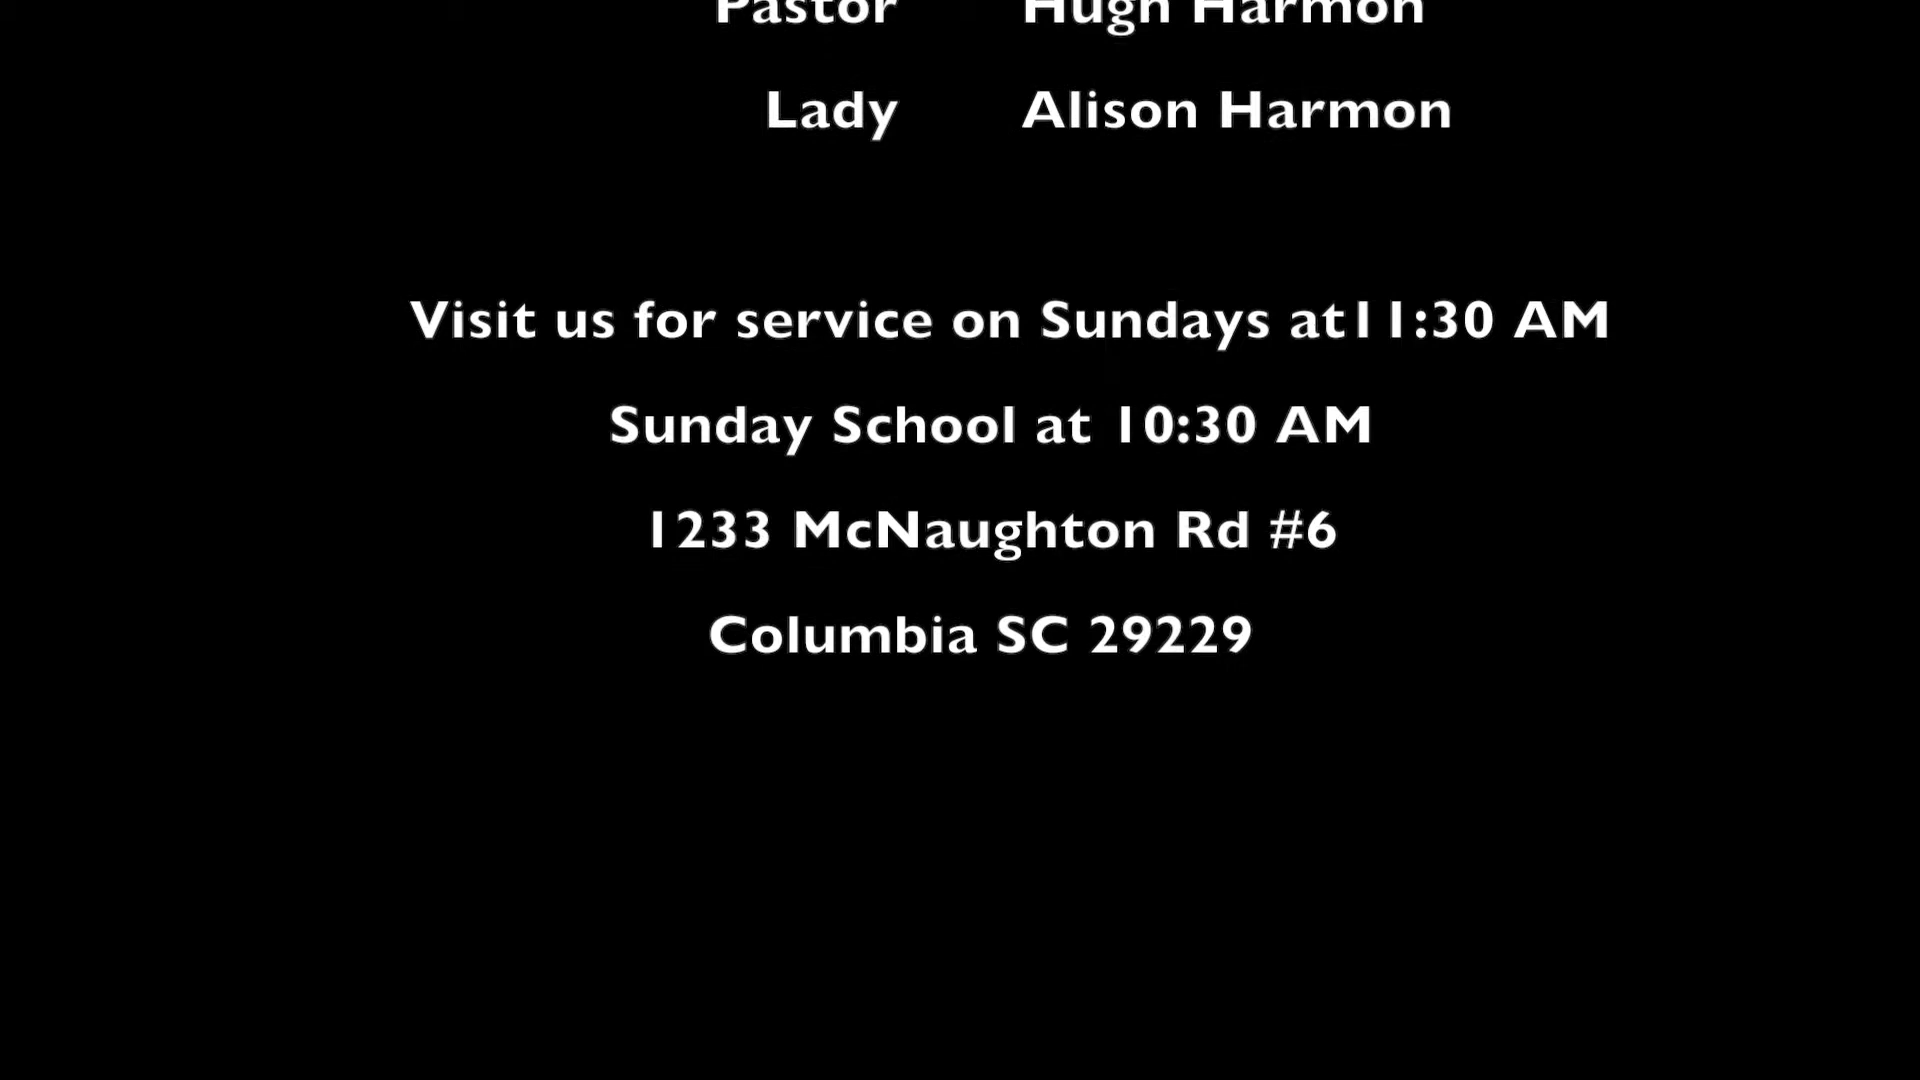 Pastor Hugh Harmon
Lady Alison Harmon
Visit us for service on Sundays at11:30 AM
Sunday School at 10:30 AM
1233 McNaughton Rd #6
Columbia SC 29229